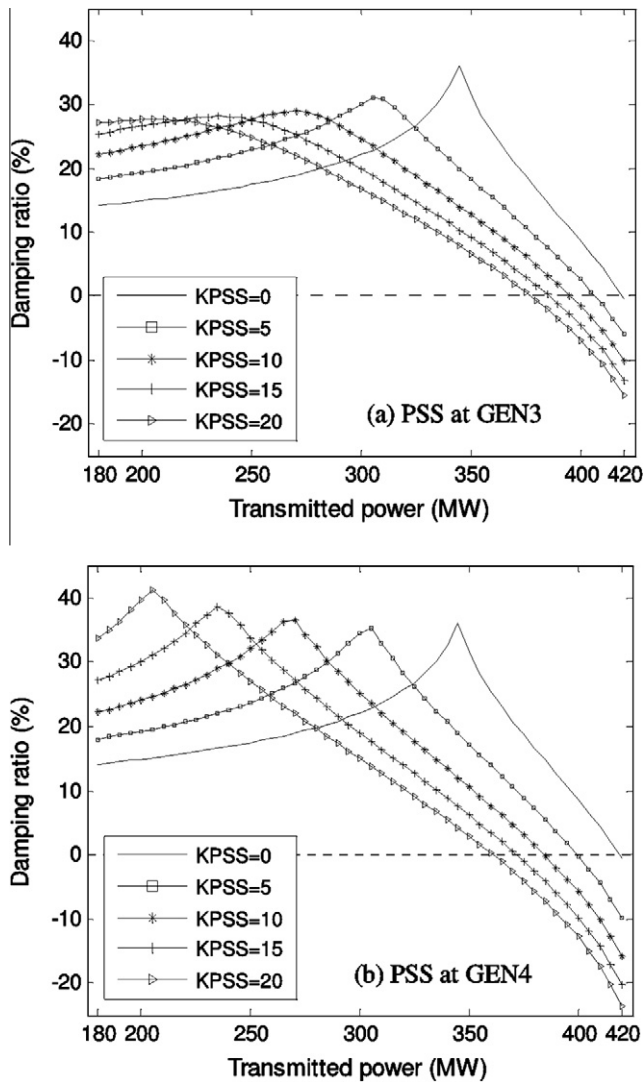 40
30
20
10
0
-10
-20
Damping ratio (%)
KPSS=0
KPSS=5
KPSS=10
KPSS=15
KPSS=20
(a) PSS at GEN3
180 200 250 300 350 400 420
Transmitted power (MW)
40
30
20
10
0
-10
-20
Damping ratio (%)
KPSS=0
KPSS=5
KPSS=10
KPSS=15
KPSS=20
(b) PSS at GEN4
180 200 250 300 350 400 420
Transmitted power (MW)